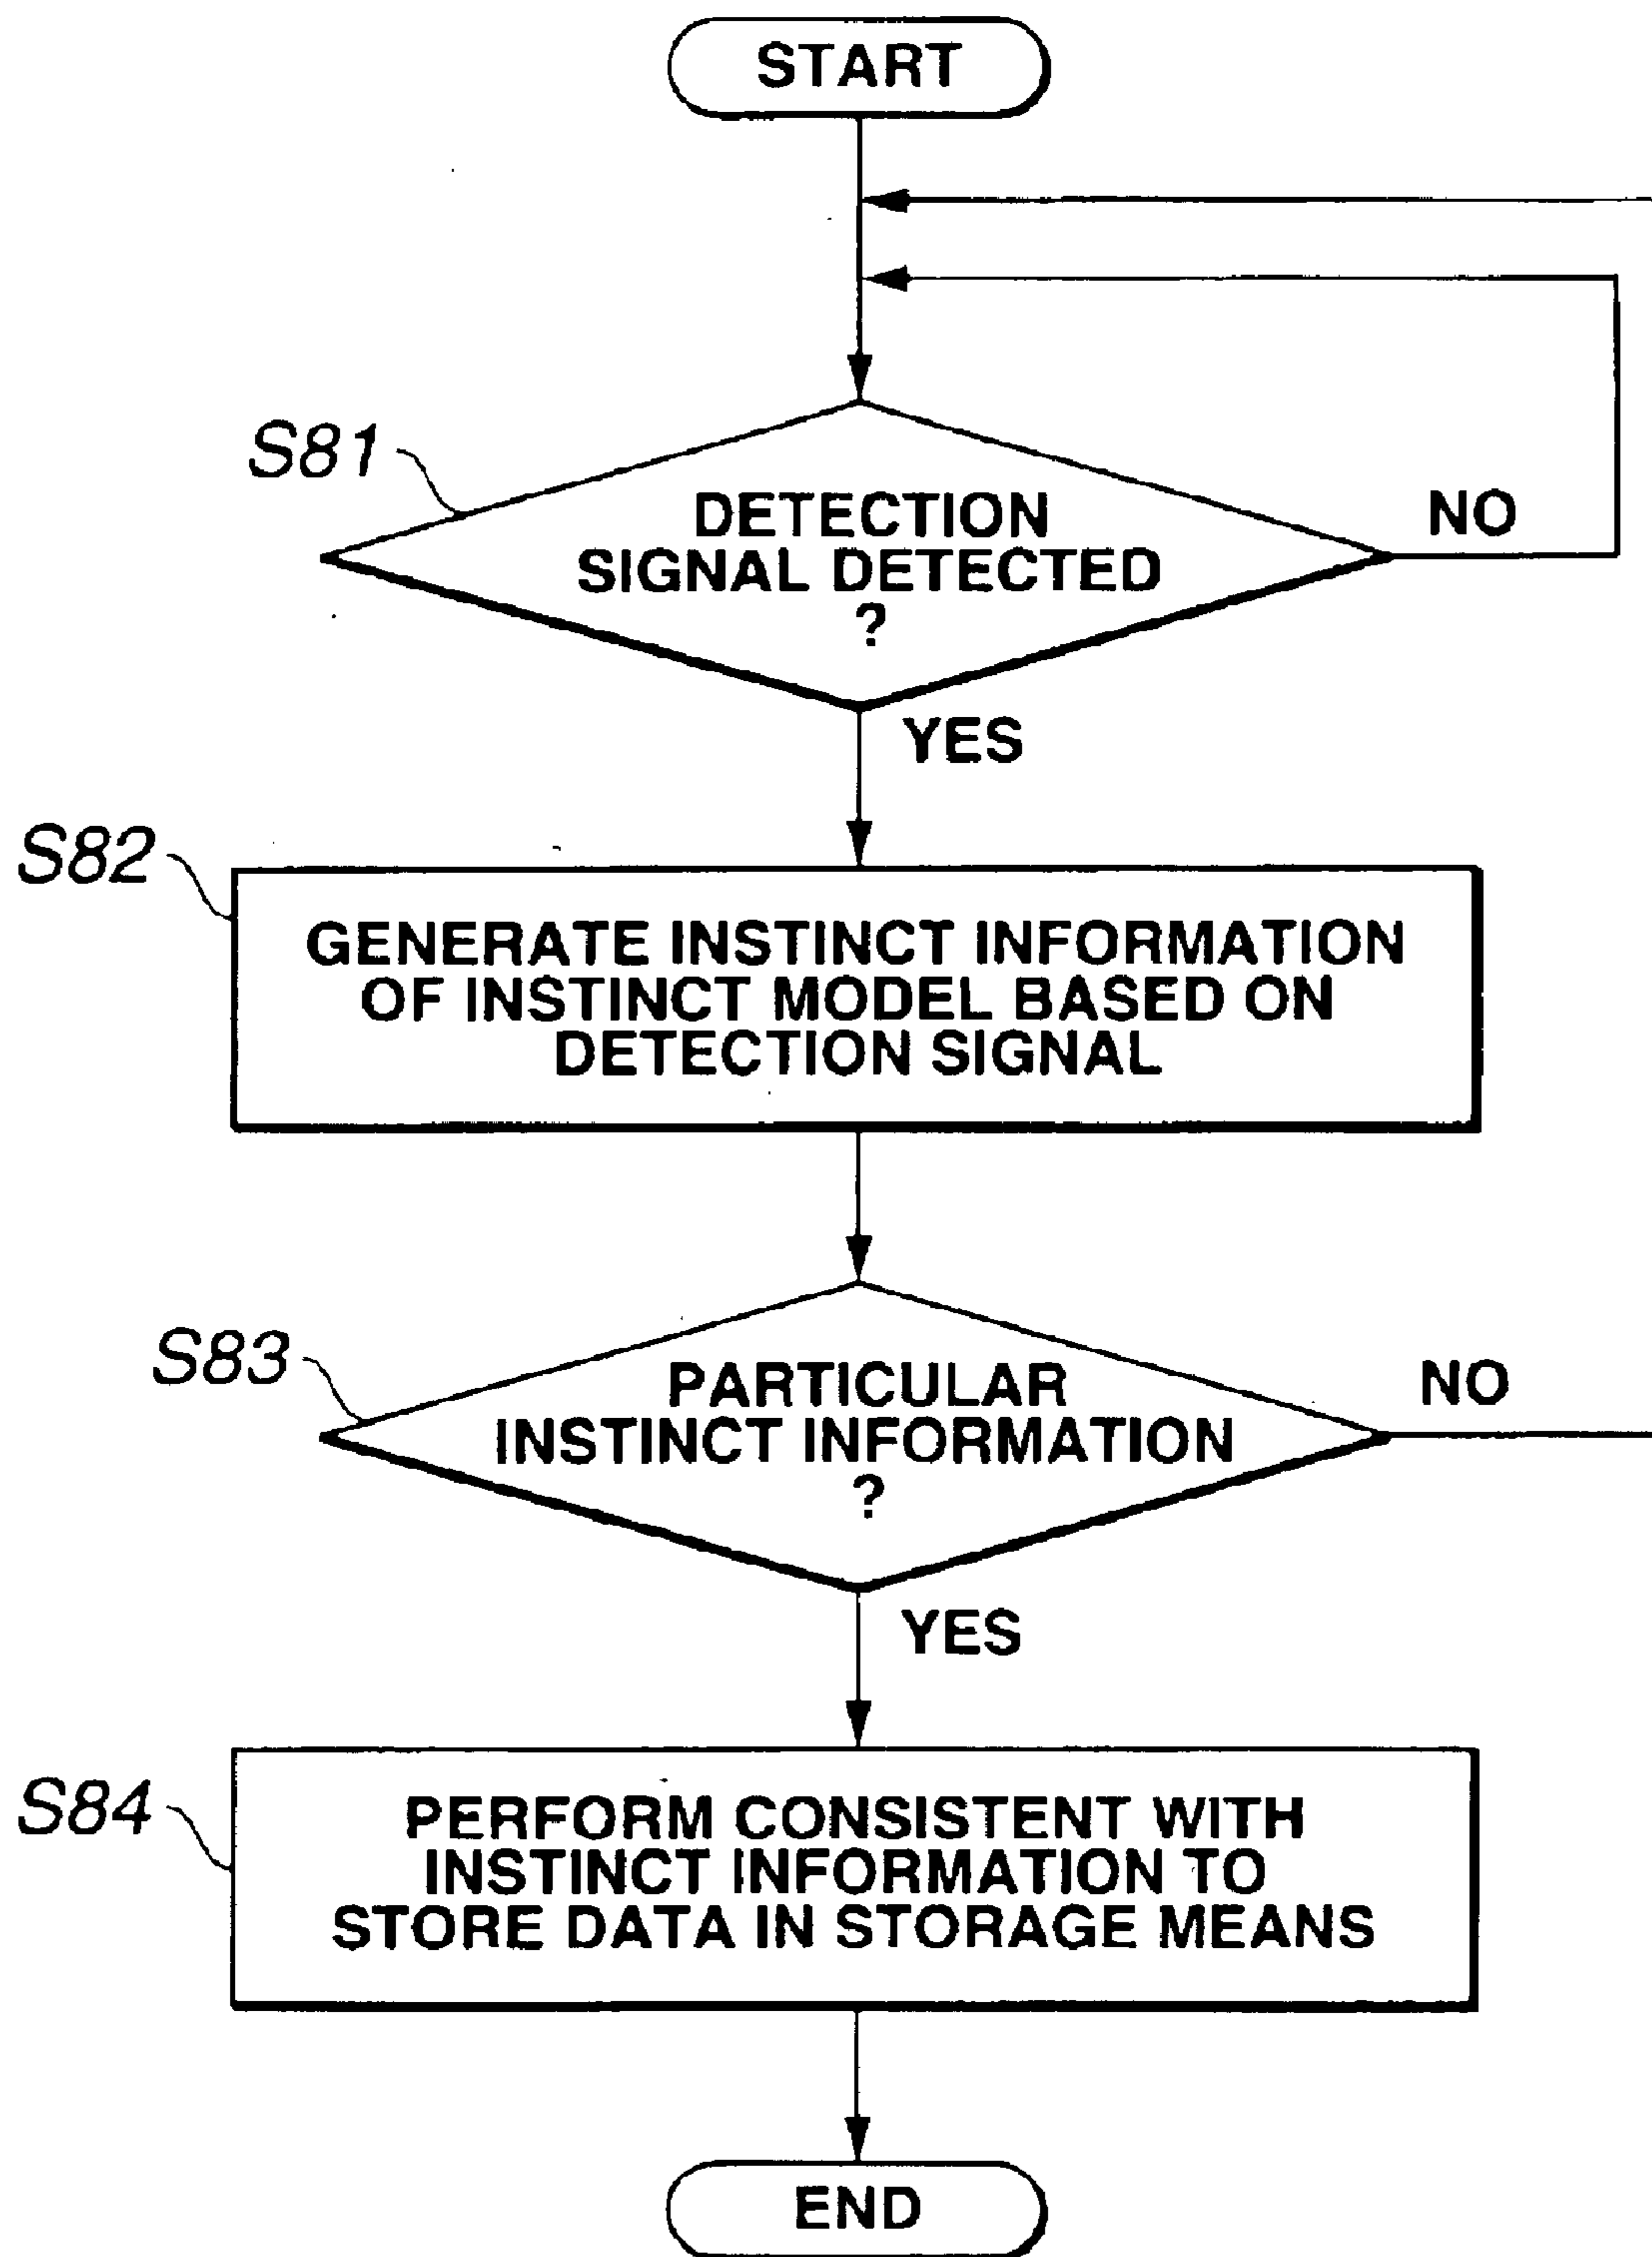 START
S81
DETECTION
SIGNAL DETECTED
?
NO
YES
S82
GENERATE INSTINCT INFORMATION
OF INSTINCT MODEL BASED ON
DETECTION SIGNAL
S83
PARTICULAR
INSTINCT INFORMATION
?
NO
YES
S84
PERFORM CONSISTENT WITH
INSTINCT INFORMATION TO
STORE DATA IN STORAGE MEANS
END